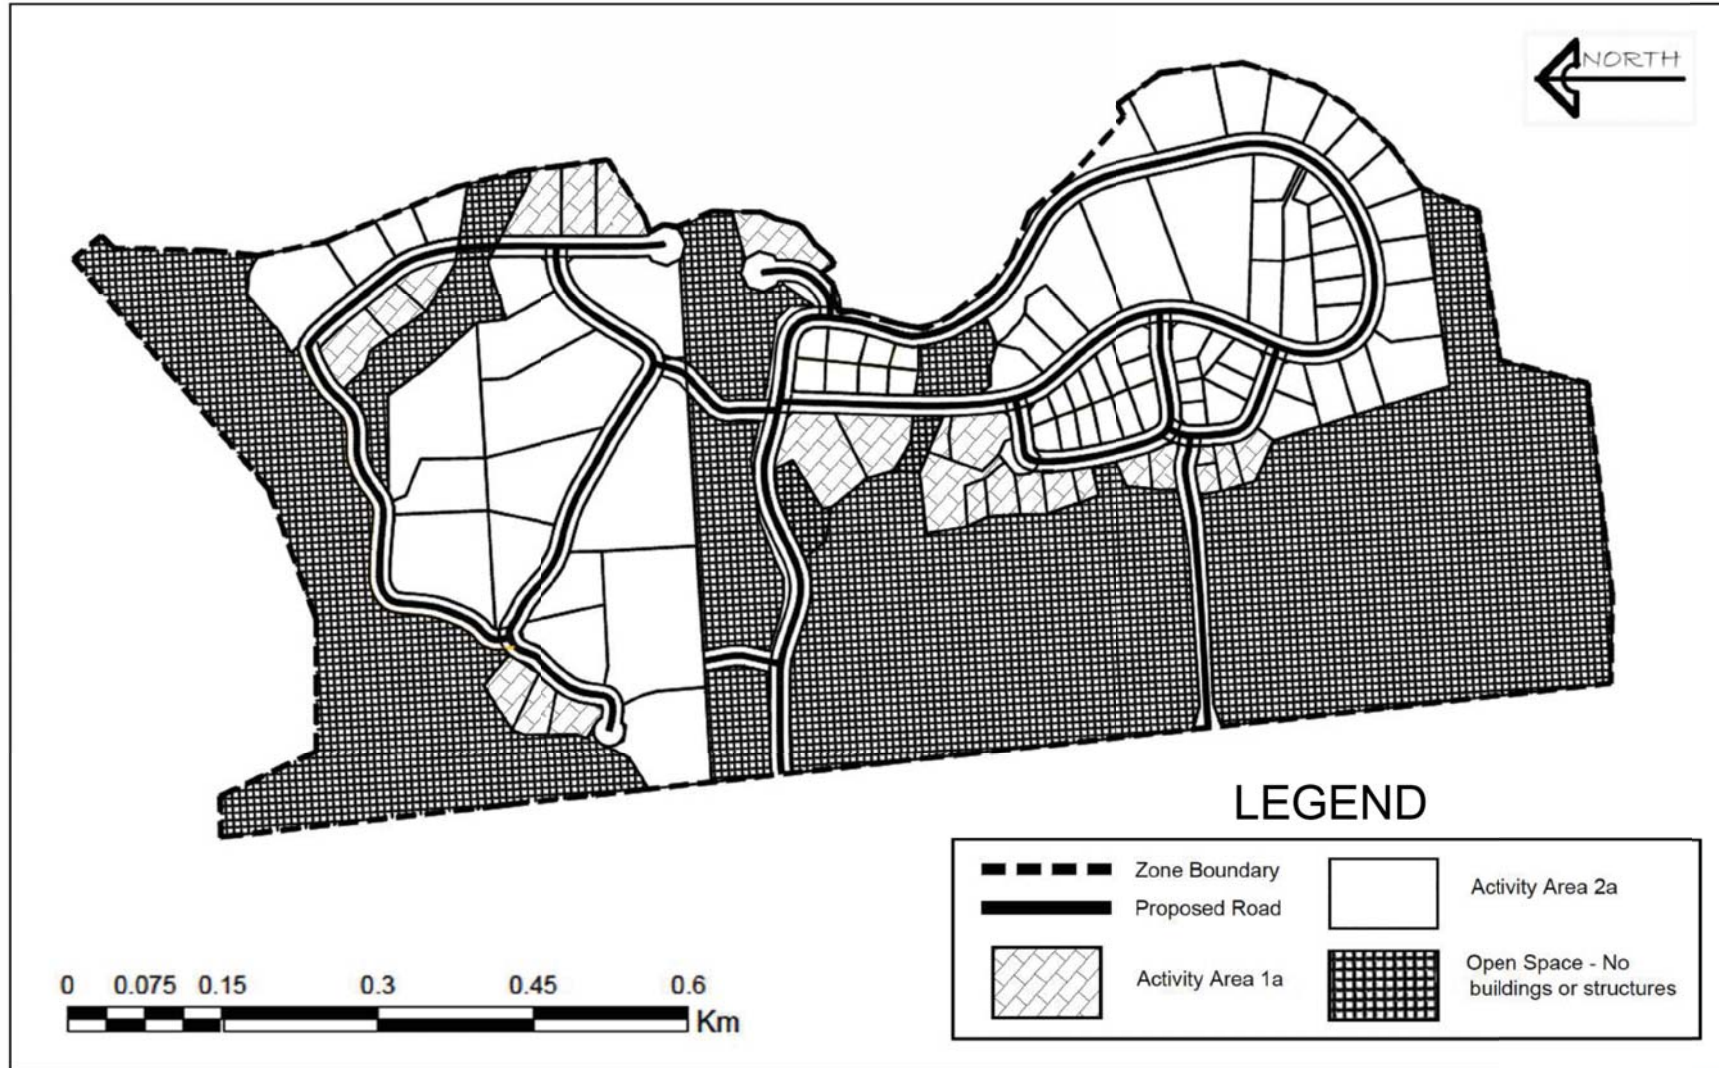 NORTH
LEGEND
Zone Boundary
Proposed Road
Activity Area 1a
Activity Area 2a
Open Space - No
buildings or structures
0 0.075 0.15 0.3 0.45 0.6
Km